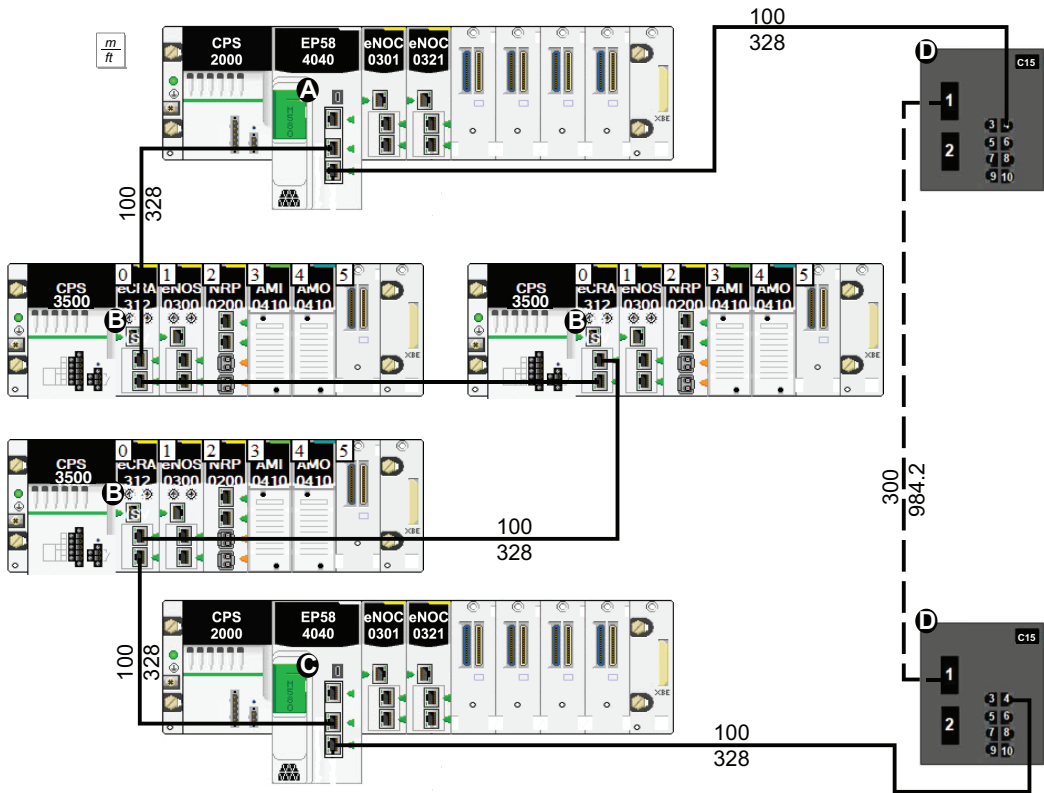 m
ft
CPS
2000
EP58
4040
eNOC
0301
eNOC
0321
A
XBE
100
328
D
C15
1
2
3 4
5 6
7 8
9 10
100
328
CPS
3500
0 1 2 3 4 5
eCRA
312
eNOS
0300
NRP
0200
AMI
0410
AMO
0410
B
S
XBE
CPS
3500
0 1 2 3 4 5
eCRA
312
eNOS
0300
NRP
0200
AMI
0410
AMO
0410
B
S
XBE
300
984.2
CPS
3500
0 1 2 3 4 5
eCRA
312
eNOS
0300
NRP
0200
AMI
0410
AMO
0410
B
S
XBE
100
328
100
328
CPS
2000
EP58
4040
eNOC
0301
eNOC
0321
C
XBE
100
328
D
C15
1
2
3 4
5 6
7 8
9 10